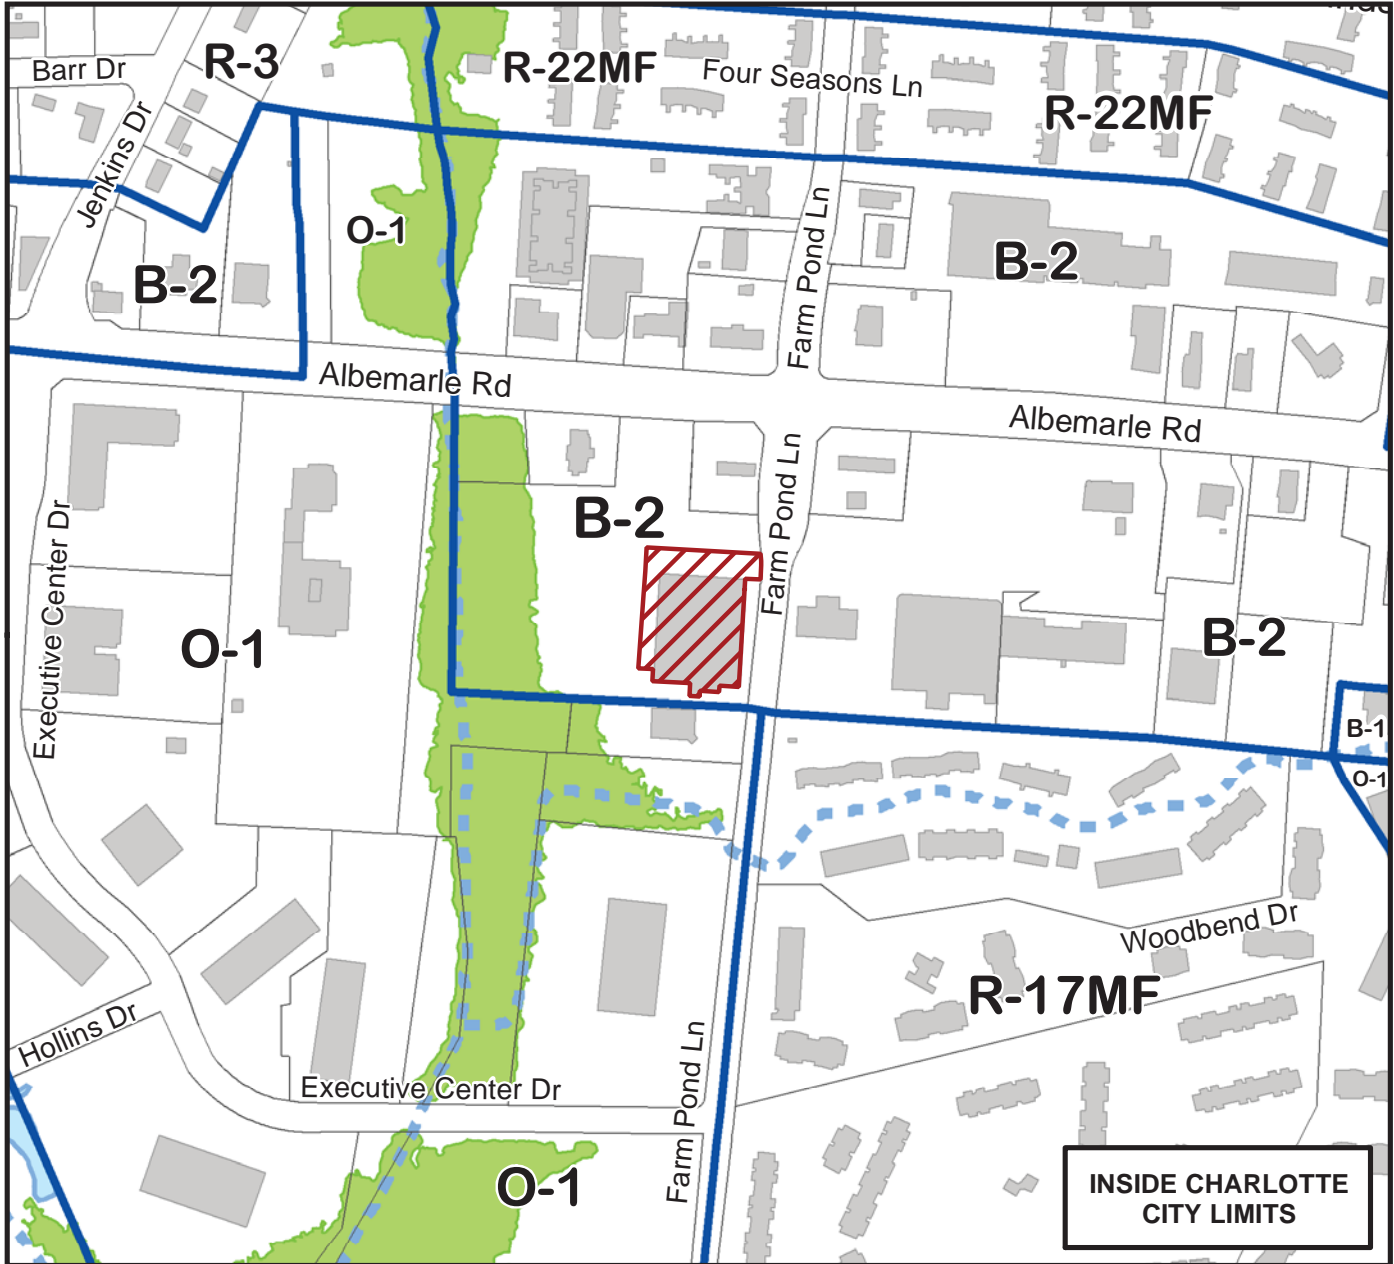 R-3
R-22MF
Barr Dr
Four Seasons Ln
R-22MF
Jenkins Dr
O-1
B-2
B-2
Farm Pond Ln
Albemarle Rd
Albemarle Rd
Farm Pond Ln
B-2
Executive Center Dr
O-1
B-2
B-1
O-1
Woodbend Dr
R-17MF
Hollins Dr
Executive Center Dr
Farm Pond Ln
O-1
INSIDE CHARLOTTE
CITY LIMITS